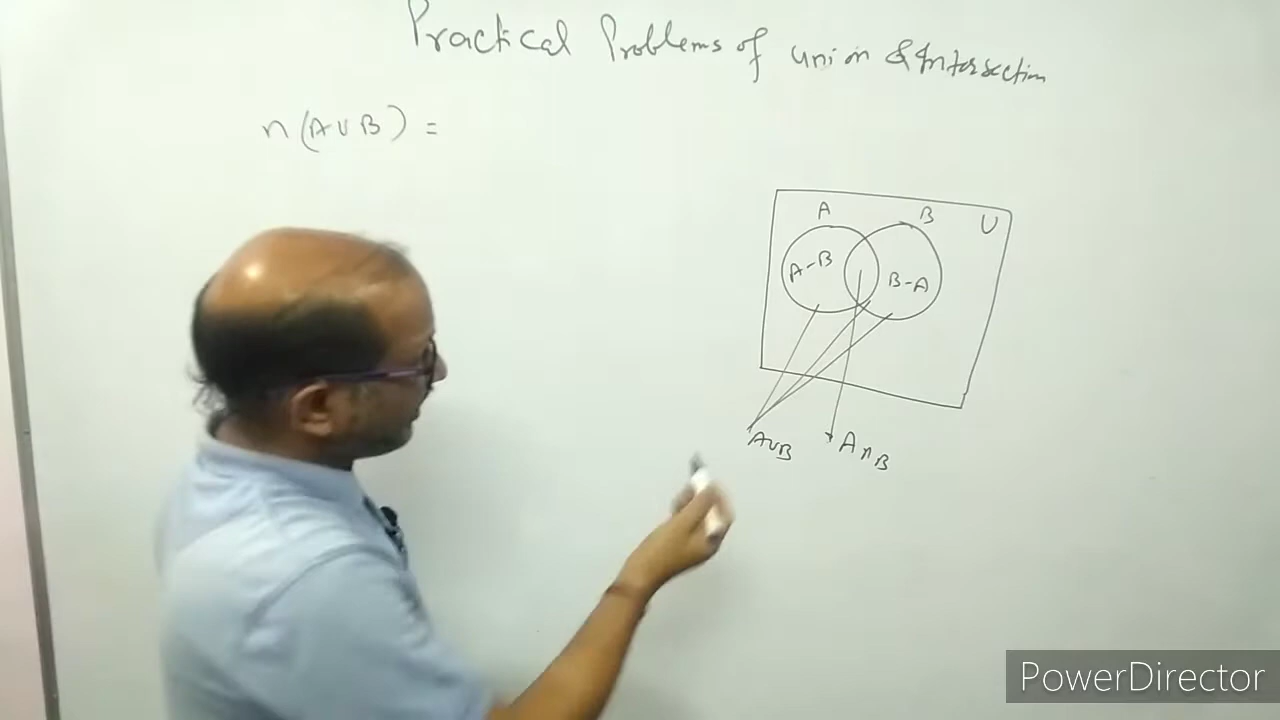 Practical Problems of union & Intersection
n(A∪B) =
A
B
U
A-B
B-A
A∪B
A∩B
PowerDirector